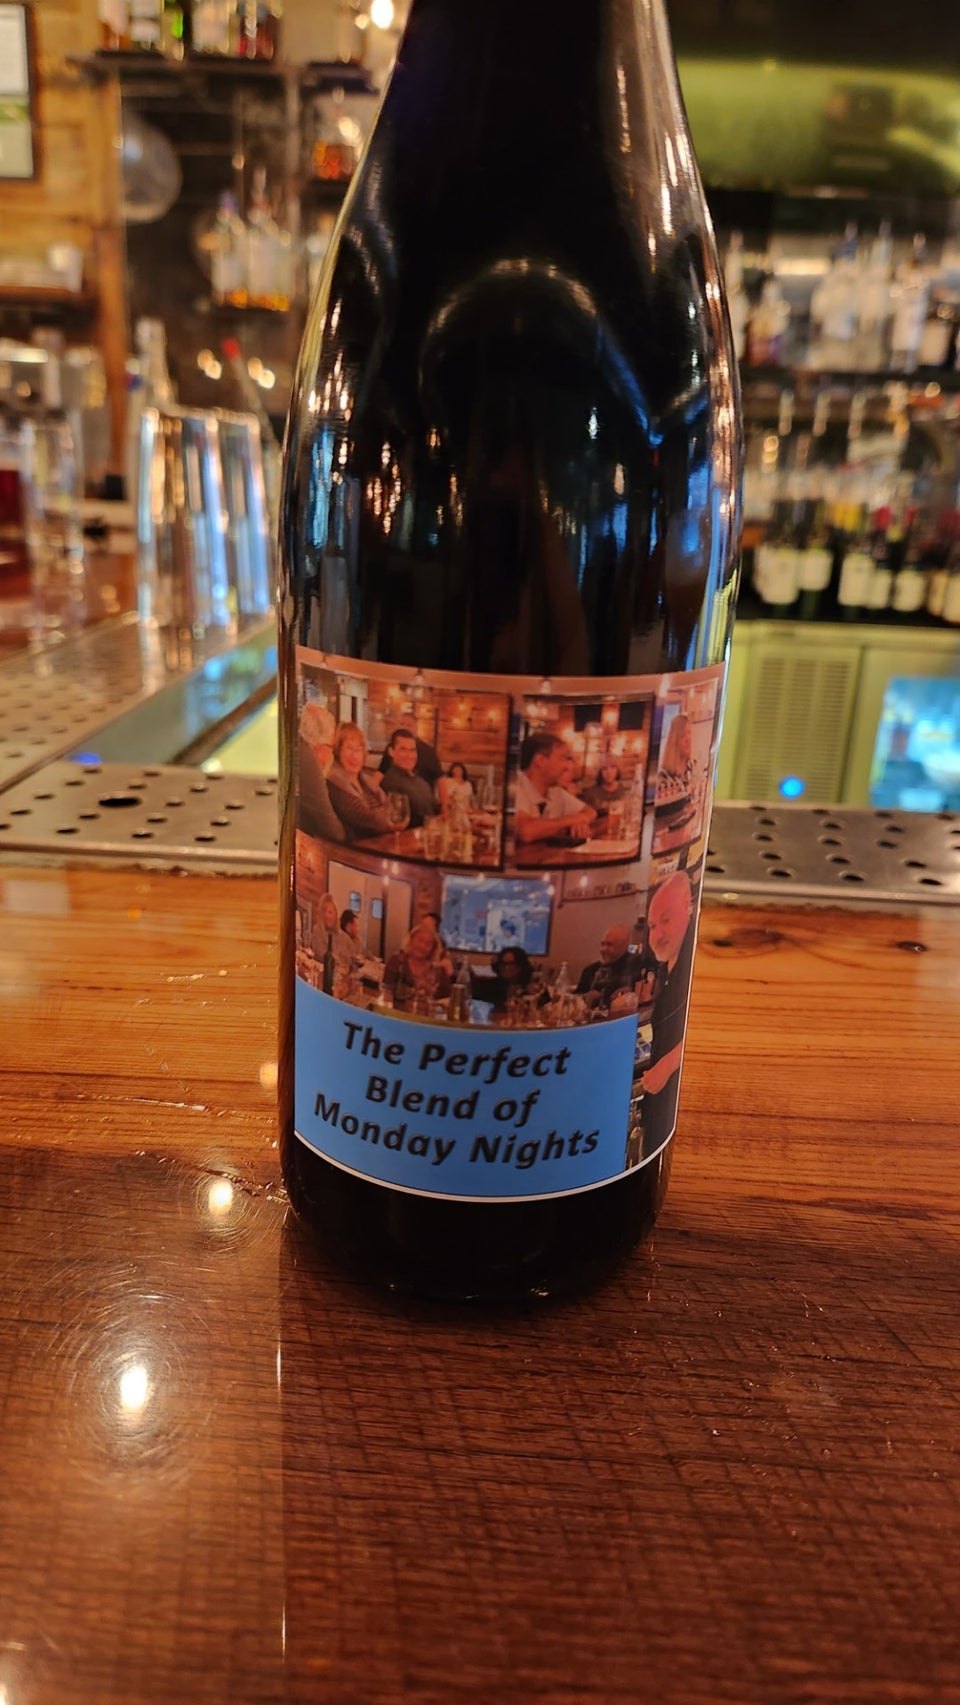 The Perfect
Blend of
Monday Nights